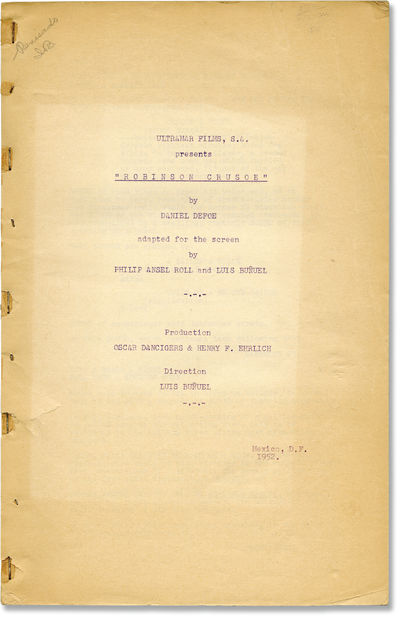 ULTRAMAR FILMS, S.A.
presents
"ROBINSON CRUSOE"
by
DANIEL DEFOE
adapted for the screen
by
PHILIP ANSEL ROLL and LUIS BUÑUEL
-.-.-
Production
OSCAR DANCIGERS & HENRY F. EHRLICH
Direction
LUIS BUÑUEL
-.-.-
Mexico, D.F.
1952.